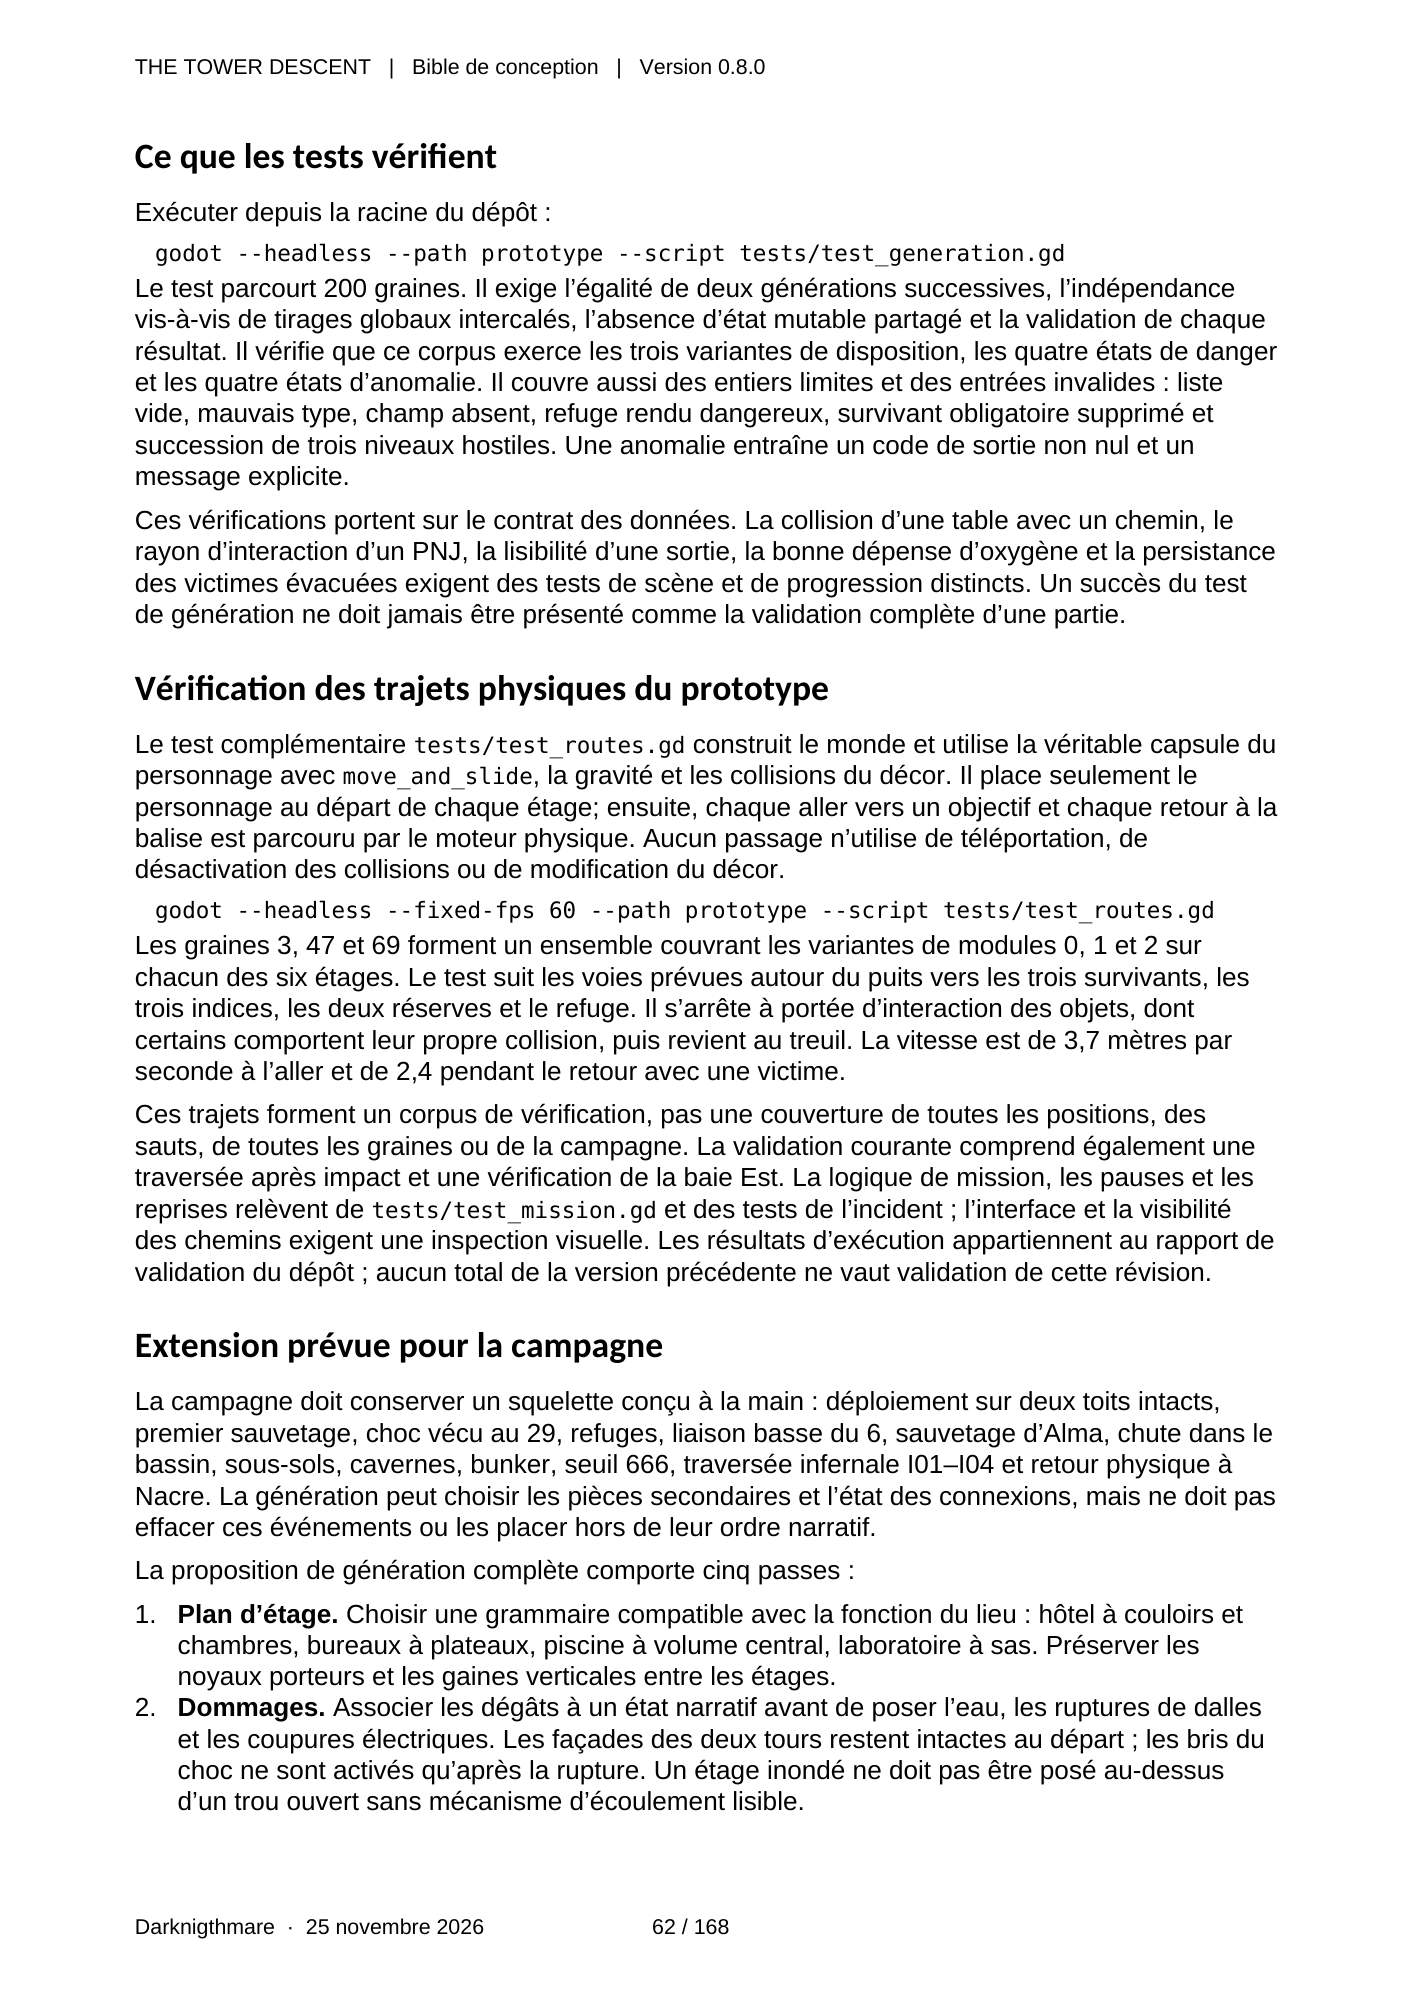 THE TOWER DESCENT | Bible de conception | Version 0.8.0
Ce que les tests vérifient
Exécuter depuis la racine du dépôt :
godot --headless --path prototype --script tests/test_generation.gd
Le test parcourt 200 graines. Il exige l’égalité de deux générations successives, l’indépendance
vis-à-vis de tirages globaux intercalés, l’absence d’état mutable partagé et la validation de chaque
résultat. Il vérifie que ce corpus exerce les trois variantes de disposition, les quatre états de danger
et les quatre états d’anomalie. Il couvre aussi des entiers limites et des entrées invalides : liste
vide, mauvais type, champ absent, refuge rendu dangereux, survivant obligatoire supprimé et
succession de trois niveaux hostiles. Une anomalie entraîne un code de sortie non nul et un
message explicite.
Ces vérifications portent sur le contrat des données. La collision d’une table avec un chemin, le
rayon d’interaction d’un PNJ, la lisibilité d’une sortie, la bonne dépense d’oxygène et la persistance
des victimes évacuées exigent des tests de scène et de progression distincts. Un succès du test
de génération ne doit jamais être présenté comme la validation complète d’une partie.
Vérification des trajets physiques du prototype
Le test complémentaire tests/test_routes.gd construit le monde et utilise la véritable capsule du
personnage avec move_and_slide, la gravité et les collisions du décor. Il place seulement le
personnage au départ de chaque étage; ensuite, chaque aller vers un objectif et chaque retour à la
balise est parcouru par le moteur physique. Aucun passage n’utilise de téléportation, de
désactivation des collisions ou de modification du décor.
godot --headless --fixed-fps 60 --path prototype --script tests/test_routes.gd
Les graines 3, 47 et 69 forment un ensemble couvrant les variantes de modules 0, 1 et 2 sur
chacun des six étages. Le test suit les voies prévues autour du puits vers les trois survivants, les
trois indices, les deux réserves et le refuge. Il s’arrête à portée d’interaction des objets, dont
certains comportent leur propre collision, puis revient au treuil. La vitesse est de 3,7 mètres par
seconde à l’aller et de 2,4 pendant le retour avec une victime.
Ces trajets forment un corpus de vérification, pas une couverture de toutes les positions, des
sauts, de toutes les graines ou de la campagne. La validation courante comprend également une
traversée après impact et une vérification de la baie Est. La logique de mission, les pauses et les
reprises relèvent de tests/test_mission.gd et des tests de l’incident ; l’interface et la visibilité
des chemins exigent une inspection visuelle. Les résultats d’exécution appartiennent au rapport de
validation du dépôt ; aucun total de la version précédente ne vaut validation de cette révision.
Extension prévue pour la campagne
La campagne doit conserver un squelette conçu à la main : déploiement sur deux toits intacts,
premier sauvetage, choc vécu au 29, refuges, liaison basse du 6, sauvetage d’Alma, chute dans le
bassin, sous-sols, cavernes, bunker, seuil 666, traversée infernale I01–I04 et retour physique à
Nacre. La génération peut choisir les pièces secondaires et l’état des connexions, mais ne doit pas
effacer ces événements ou les placer hors de leur ordre narratif.
La proposition de génération complète comporte cinq passes :
1. Plan d’étage. Choisir une grammaire compatible avec la fonction du lieu : hôtel à couloirs et
chambres, bureaux à plateaux, piscine à volume central, laboratoire à sas. Préserver les
noyaux porteurs et les gaines verticales entre les étages.
2. Dommages. Associer les dégâts à un état narratif avant de poser l’eau, les ruptures de dalles
et les coupures électriques. Les façades des deux tours restent intactes au départ ; les bris du
choc ne sont activés qu’après la rupture. Un étage inondé ne doit pas être posé au-dessus
d’un trou ouvert sans mécanisme d’écoulement lisible.
Darknigthmare · 25 novembre 2026 62 / 168